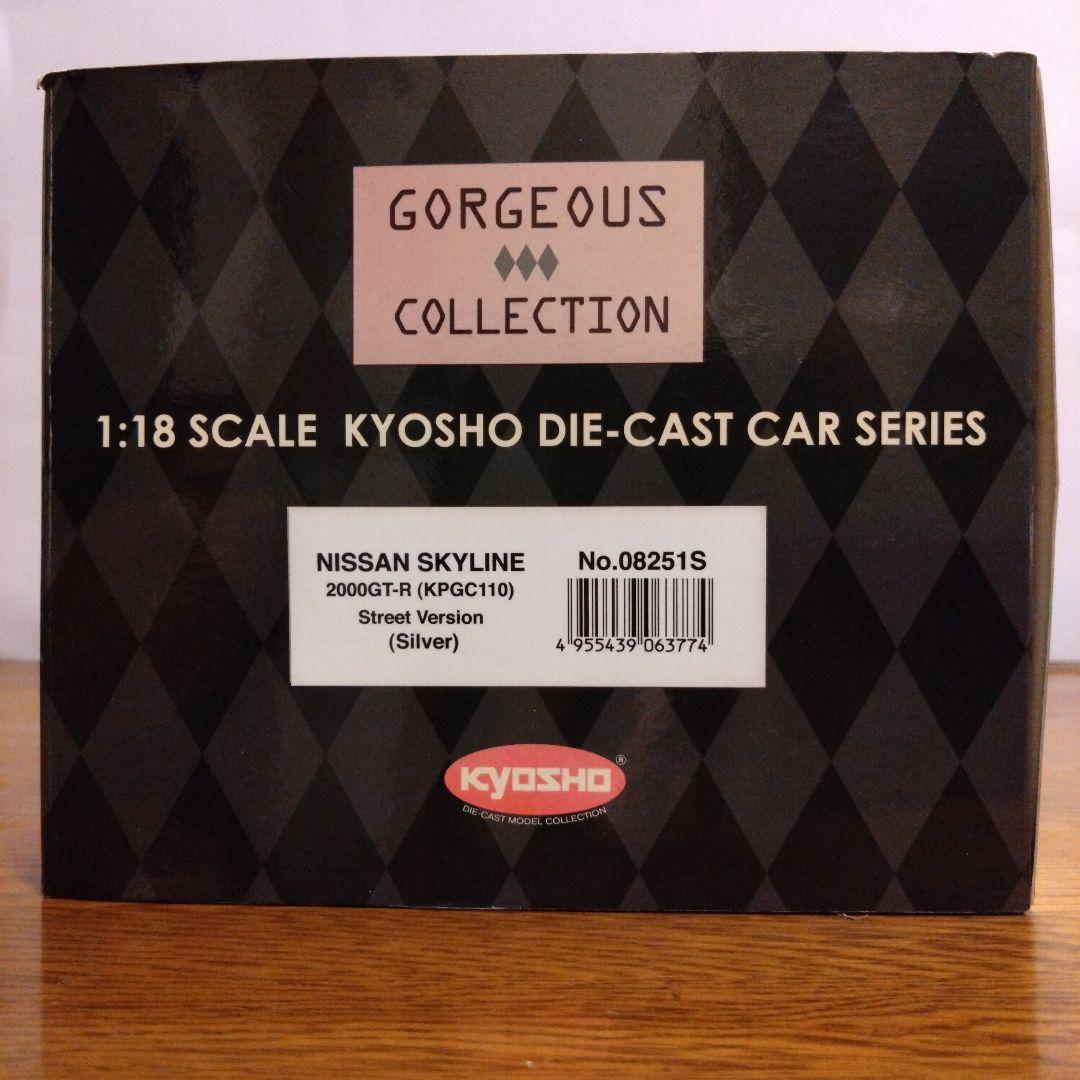 GORGEOUS
COLLECTION
1:18 SCALE KYOSHO DIE-CAST CAR SERIES
NISSAN SKYLINE
2000GT-R (KPGC110)
Street Version
(Silver)
No.08251S
4 955439 063774
KYOSHO ®
DIE-CAST MODEL COLLECTION